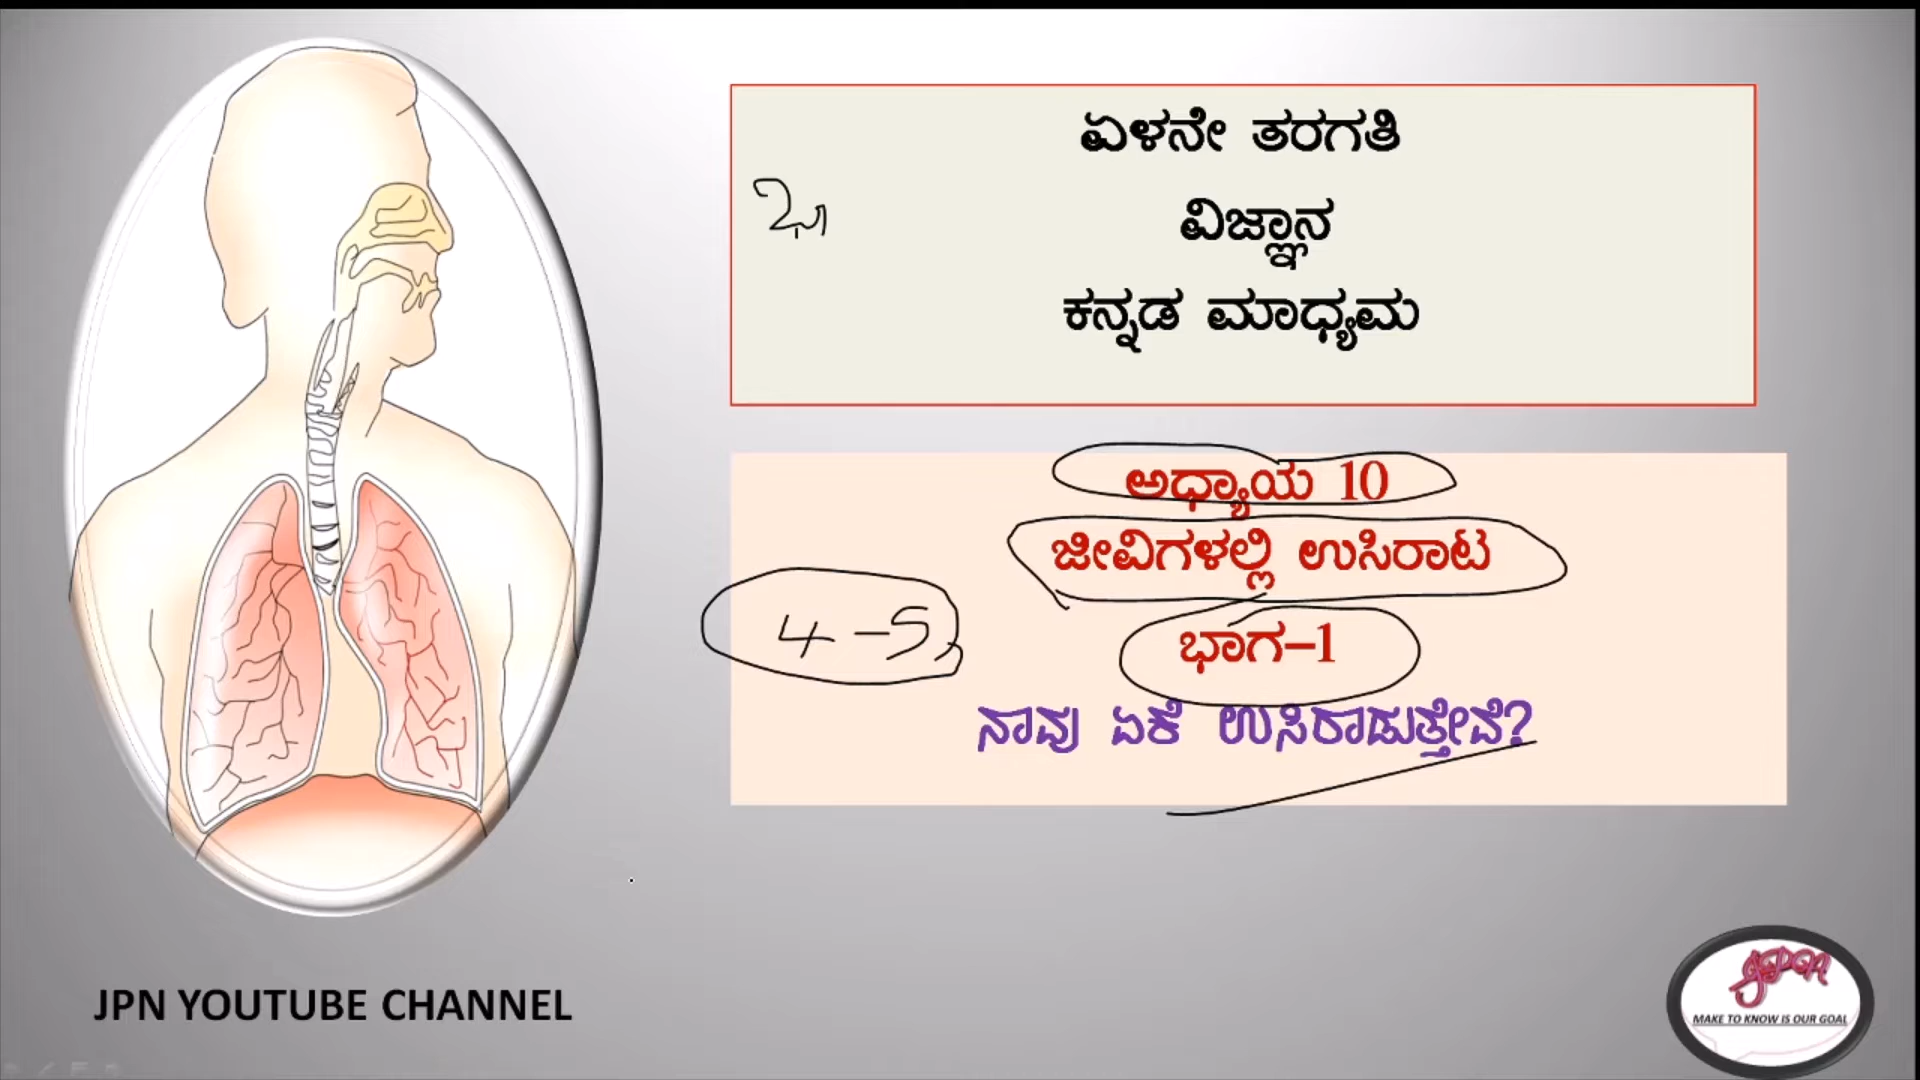 ಏಳನೇ ತರಗತಿ
ವಿಜ್ಞಾನ
ಕನ್ನಡ ಮಾಧ್ಯಮ
ಅಧ್ಯಾಯ 10
ಜೀವಿಗಳಲ್ಲಿ ಉಸಿರಾಟ
4-5
ಭಾಗ-1
ನಾವು ಏಕೆ ಉಸಿರಾಡುತ್ತೇವೆ?
JPN YOUTUBE CHANNEL
MAKE TO KNOW IS OUR GOAL